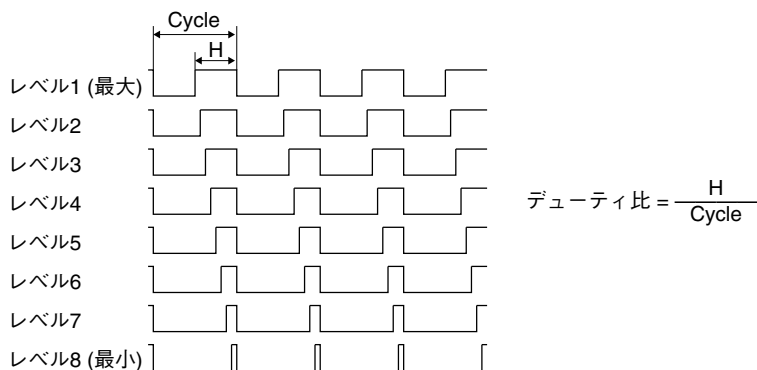 Cycle
H
レベル1 (最大)
レベル2
レベル3
レベル4
レベル5
レベル6
レベル7
レベル8 (最小)
デューティ比 = H
Cycle